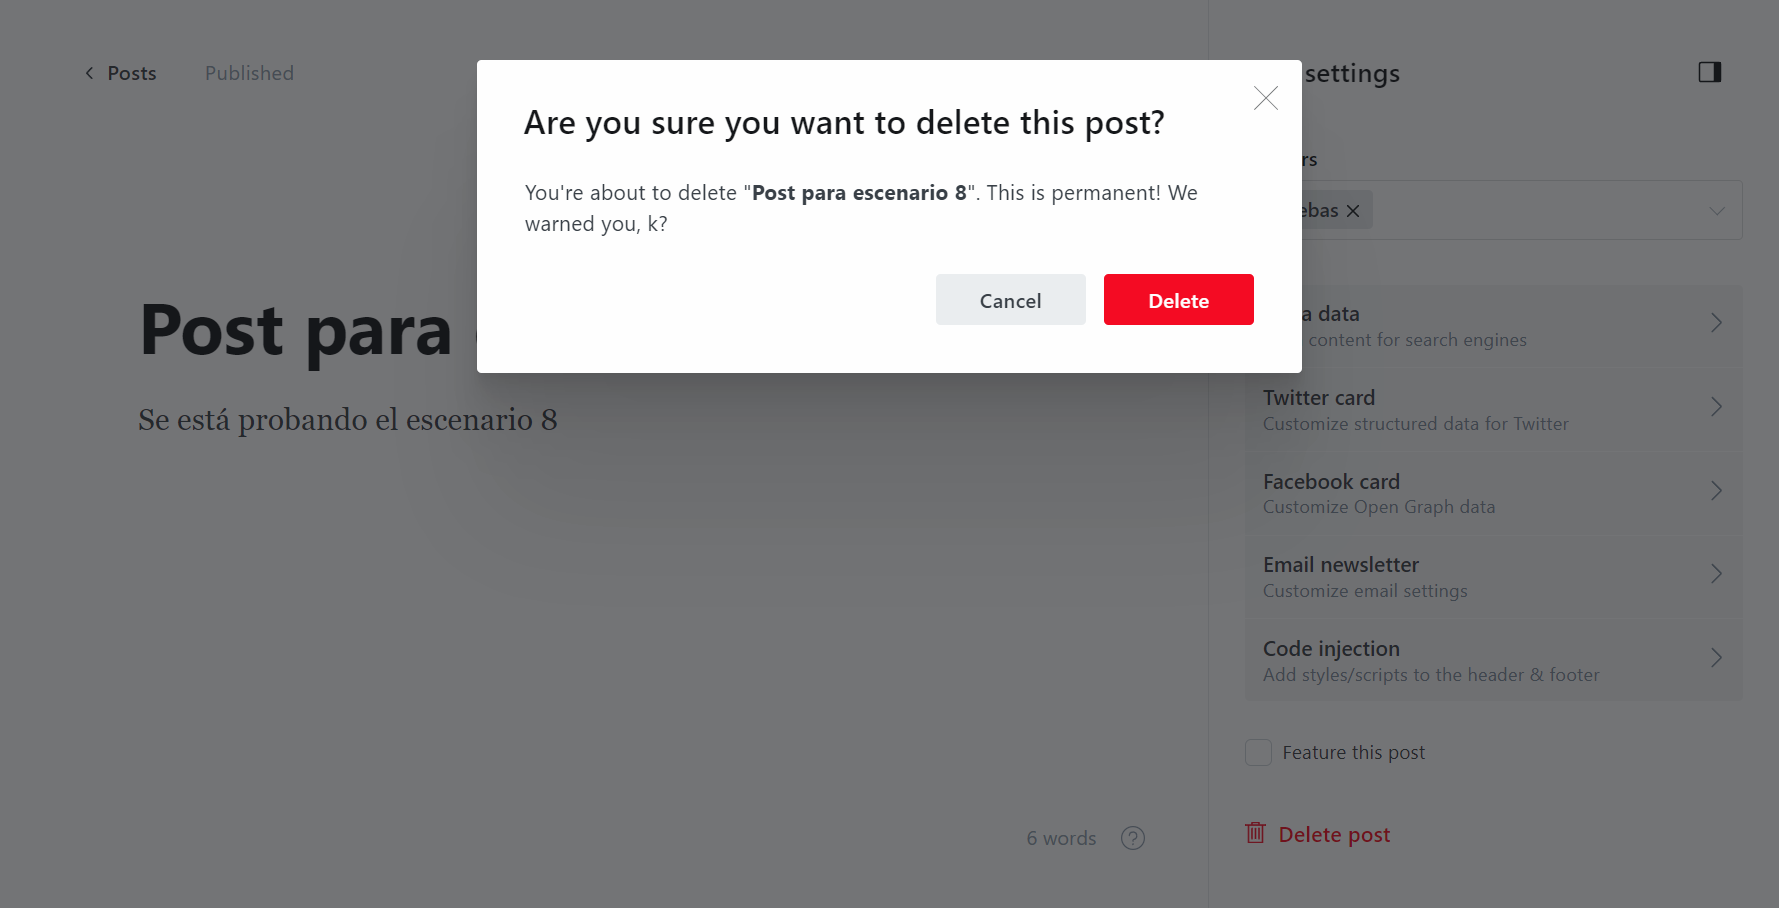 Posts
Published
settings
Are you sure you want to delete this post?
You're about to delete "Post para escenario 8". This is permanent! We
warned you, k?
Cancel
Delete
Post para
Se está probando el escenario 8
data
content for search engines
Twitter card
Customize structured data for Twitter
Facebook card
Customize Open Graph data
Email newsletter
Customize email settings
Code injection
Add styles/scripts to the header & footer
Feature this post
6 words
?
Delete post